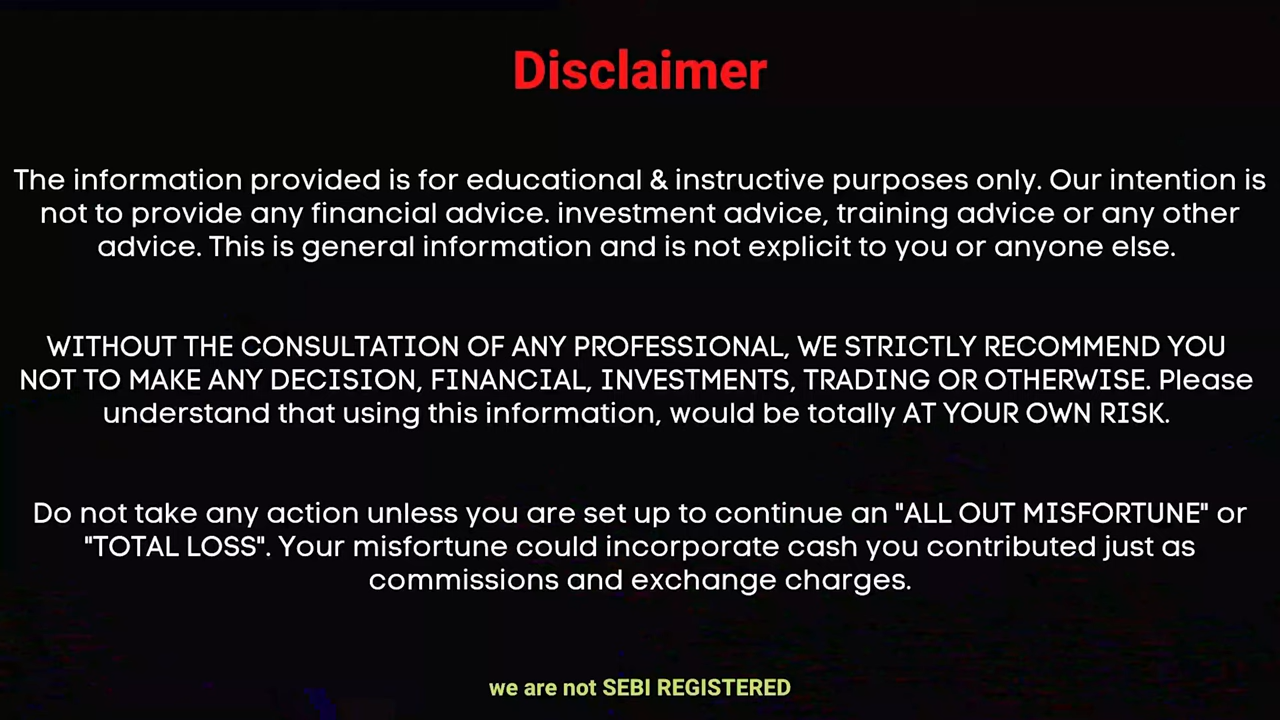 Disclaimer
The information provided is for educational & instructive purposes only. Our intention is
not to provide any financial advice. investment advice, training advice or any other
advice. This is general information and is not explicit to you or anyone else.
WITHOUT THE CONSULTATION OF ANY PROFESSIONAL, WE STRICTLY RECOMMEND YOU
NOT TO MAKE ANY DECISION, FINANCIAL, INVESTMENTS, TRADING OR OTHERWISE. Please
understand that using this information, would be totally AT YOUR OWN RISK.
Do not take any action unless you are set up to continue an "ALL OUT MISFORTUNE" or
"TOTAL LOSS". Your misfortune could incorporate cash you contributed just as
commissions and exchange charges.
we are not SEBI REGISTERED